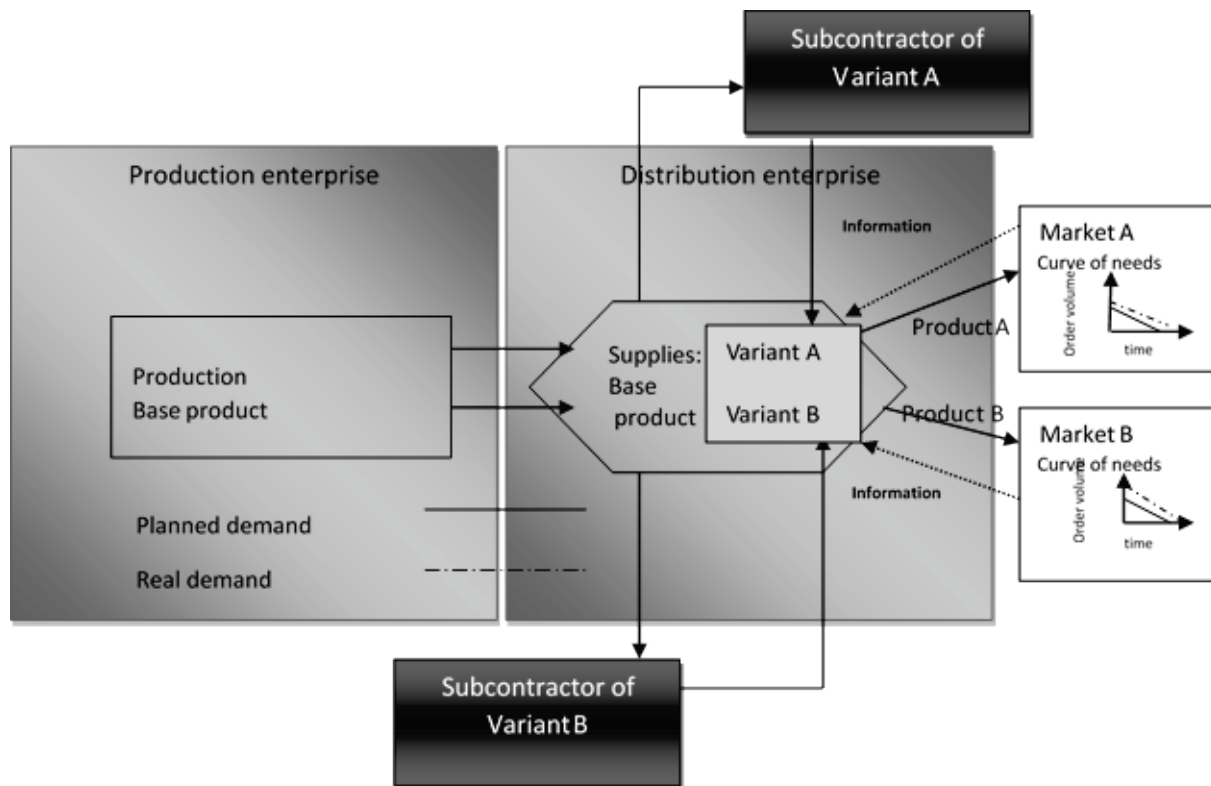 Subcontractor of
Variant A
Production enterprise
Distribution enterprise
Information
Market A
Curve of needs
Order volume
time
Product A
Production
Base product
Supplies:
Base
product
Variant A
Variant B
Product B
Market B
Curve of needs
Order volume
time
Information
Planned demand
Real demand
Subcontractor of
Variant B